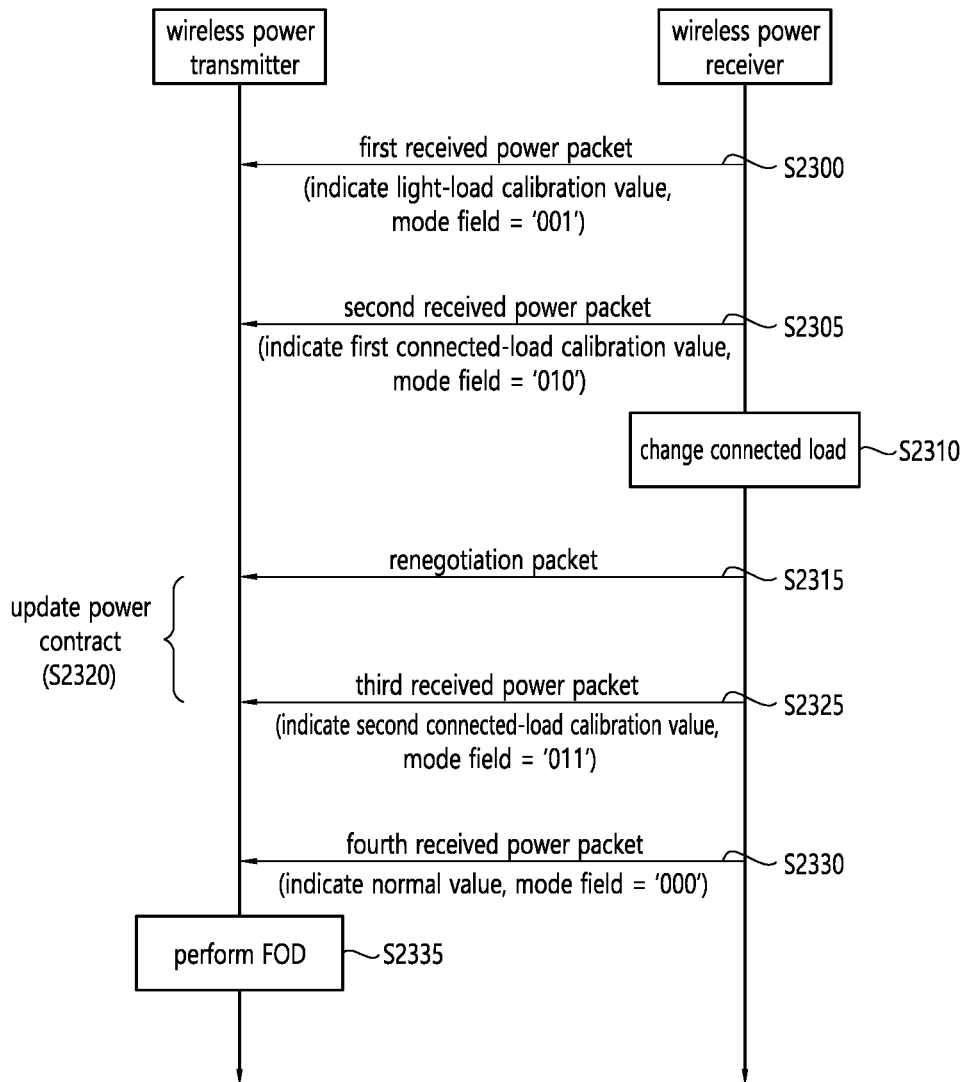 wireless power
transmitter
wireless power
receiver
first received power packet
S2300
(indicate light-load calibration value,
mode field = ‘001’)
second received power packet
S2305
(indicate first connected-load calibration value,
mode field = ‘010’)
change connected load
S2310
renegotiation packet
S2315
update power
contract
(S2320)
third received power packet
S2325
(indicate second connected-load calibration value,
mode field = ‘011’)
fourth received power packet
S2330
(indicate normal value, mode field = ‘000’)
perform FOD
S2335